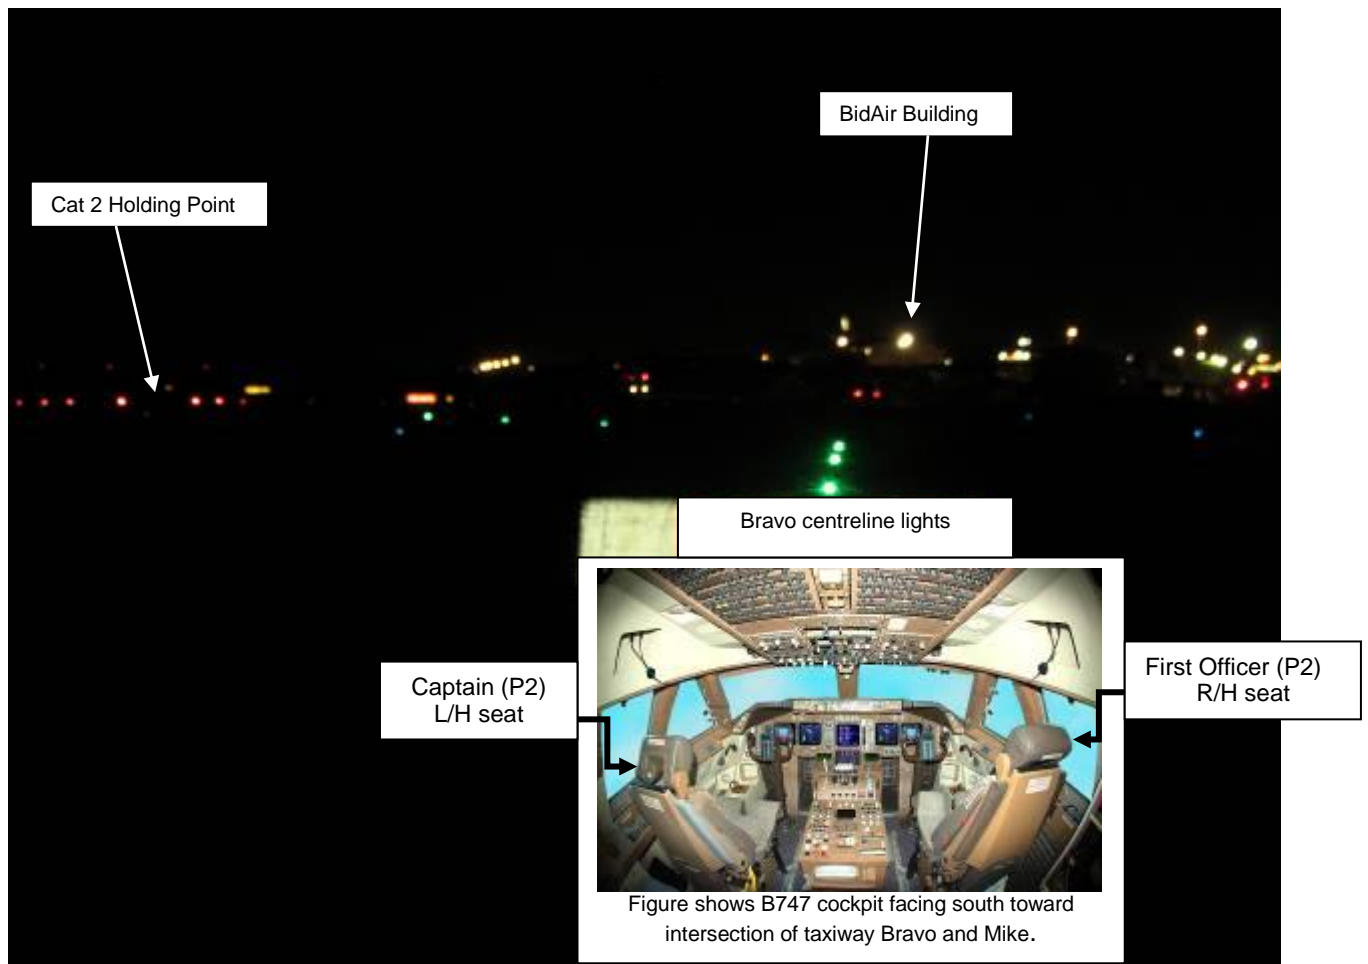 BidAir Building
Cat 2 Holding Point
Bravo centreline lights
Captain (P2)
L/H seat
First Officer (P2)
R/H seat
Figure shows B747 cockpit facing south toward
intersection of taxiway Bravo and Mike.